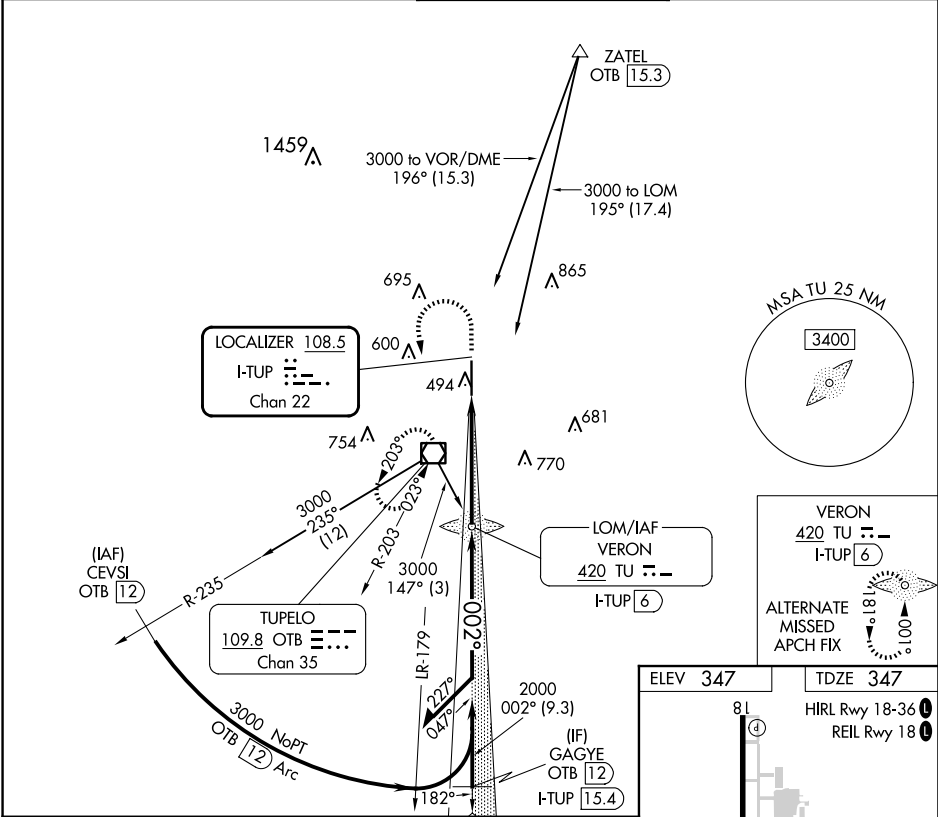 ZATEL
OTB 15.3
1459
3000 to VOR/DME
196° (15.3)
3000 to LOM
195° (17.4)
865
695
MSA TU 25 NM
3400
LOCALIZER 108.5
I-TUP
Chan 22
600
494
681
754
770
203°
023°
3000
235°
(12)
R-203
R-235
3000
147° (3)
LOM/IAF
VERON
420 TU
I-TUP 6
VERON
420 TU
I-TUP 6
ALTERNATE
MISSED
APCH FIX
181°
001°
(IAF)
CEVSI
OTB 12
TUPELO
109.8 OTB
Chan 35
LR-179
002°
227°
047°
2000
002° (9.3)
3000 NoPT
OTB 12 Arc
(IF)
GAGYE
OTB 12
I-TUP 15.4
182°
ELEV 347
TDZE 347
HIRL Rwy 18-36 L
REIL Rwy 18 L
18
P